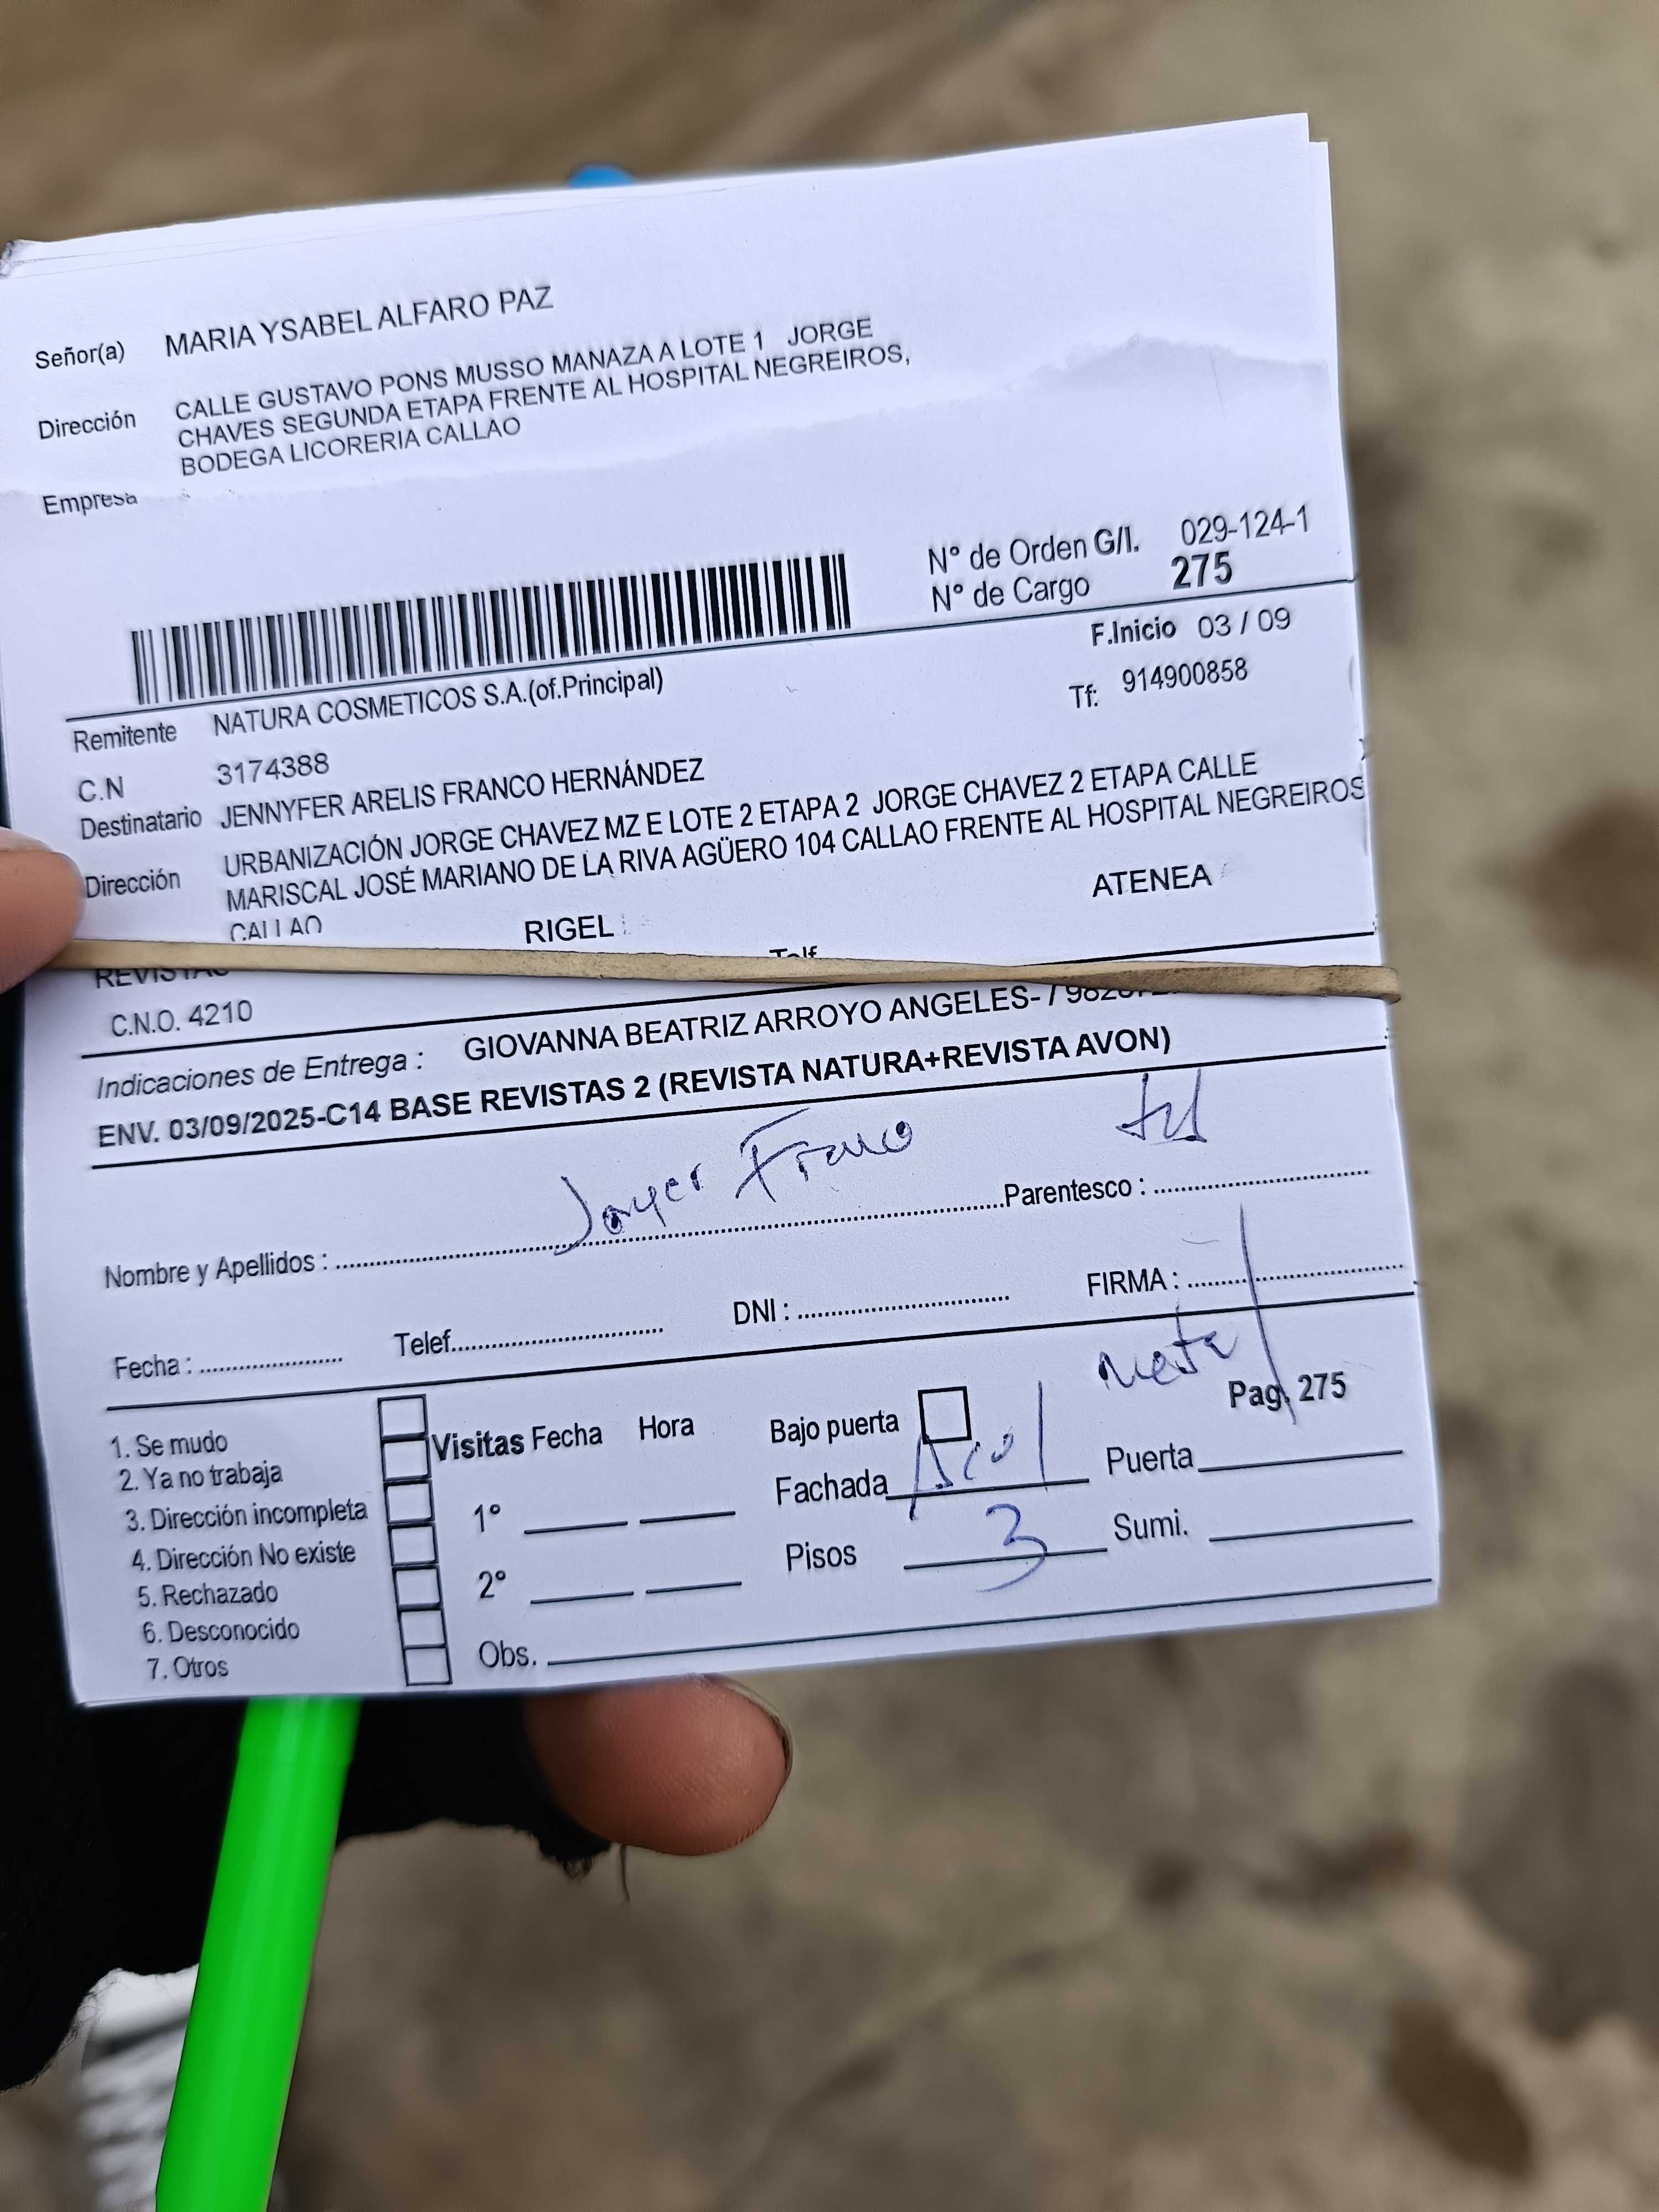 Señor(a) MARIA YSABEL ALFARO PAZ
Dirección CALLE GUSTAVO PONS MUSSO MANAZA A LOTE 1 JORGE
CHAVES SEGUNDA ETAPA FRENTE AL HOSPITAL NEGREIROS,
BODEGA LICORERIA CALLAO
Empresa
N° de Orden G/I. 029-124-1
N° de Cargo 275
F.Inicio 03 / 09
Remitente NATURA COSMETICOS S.A.(of.Principal) Tf: 914900858
C.N 3174388
Destinatario JENNYFER ARELIS FRANCO HERNÁNDEZ
Dirección URBANIZACIÓN JORGE CHAVEZ MZ E LOTE 2 ETAPA 2 JORGE CHAVEZ 2 ETAPA CALLE
MARISCAL JOSÉ MARIANO DE LA RIVA AGÜERO 104 CALLAO FRENTE AL HOSPITAL NEGREIROS
CALLAO RIGEL ATENEA
REVISTAS Telf
C.N.O. 4210
Indicaciones de Entrega : GIOVANNA BEATRIZ ARROYO ANGELES- /
ENV. 03/09/2025-C14 BASE REVISTAS 2 (REVISTA NATURA+REVISTA AVON)
Franco
Nombre y Apellidos : Parentesco :
Fecha : Telef. DNI : FIRMA :
Pag. 275
1. Se mudo
2. Ya no trabaja
3. Dirección incompleta
4. Dirección No existe
5. Rechazado
6. Desconocido
7. Otros
Visitas Fecha Hora
1°
2°
Obs.
Bajo puerta
Fachada Puerta
Pisos 3 Sumi.